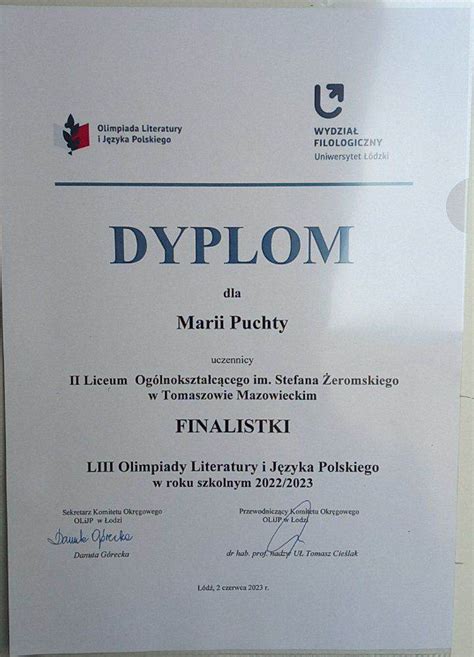 Olimpiada Literatury
i Języka Polskiego
WYDZIAŁ
FILOLOGICZNY
Uniwersytet Łódzki
DYPLOM
dla
Marii Puchty
uczennicy
II Liceum Ogólnokształcącego im. Stefana Żeromskiego
w Tomaszowie Mazowieckim
FINALISTKI
LIII Olimpiady Literatury i Języka Polskiego
w roku szkolnym 2022/2023
Sekretarz Komitetu Okręgowego
OLiJP w Łodzi
Danuta Górecka
Danuta Górecka
Przewodniczący Komitetu Okręgowego
OLiJP w Łodzi
dr hab. prof. nadzw UŁ Tomasz Cieślak
Łódź, 2 czerwca 2023 r.